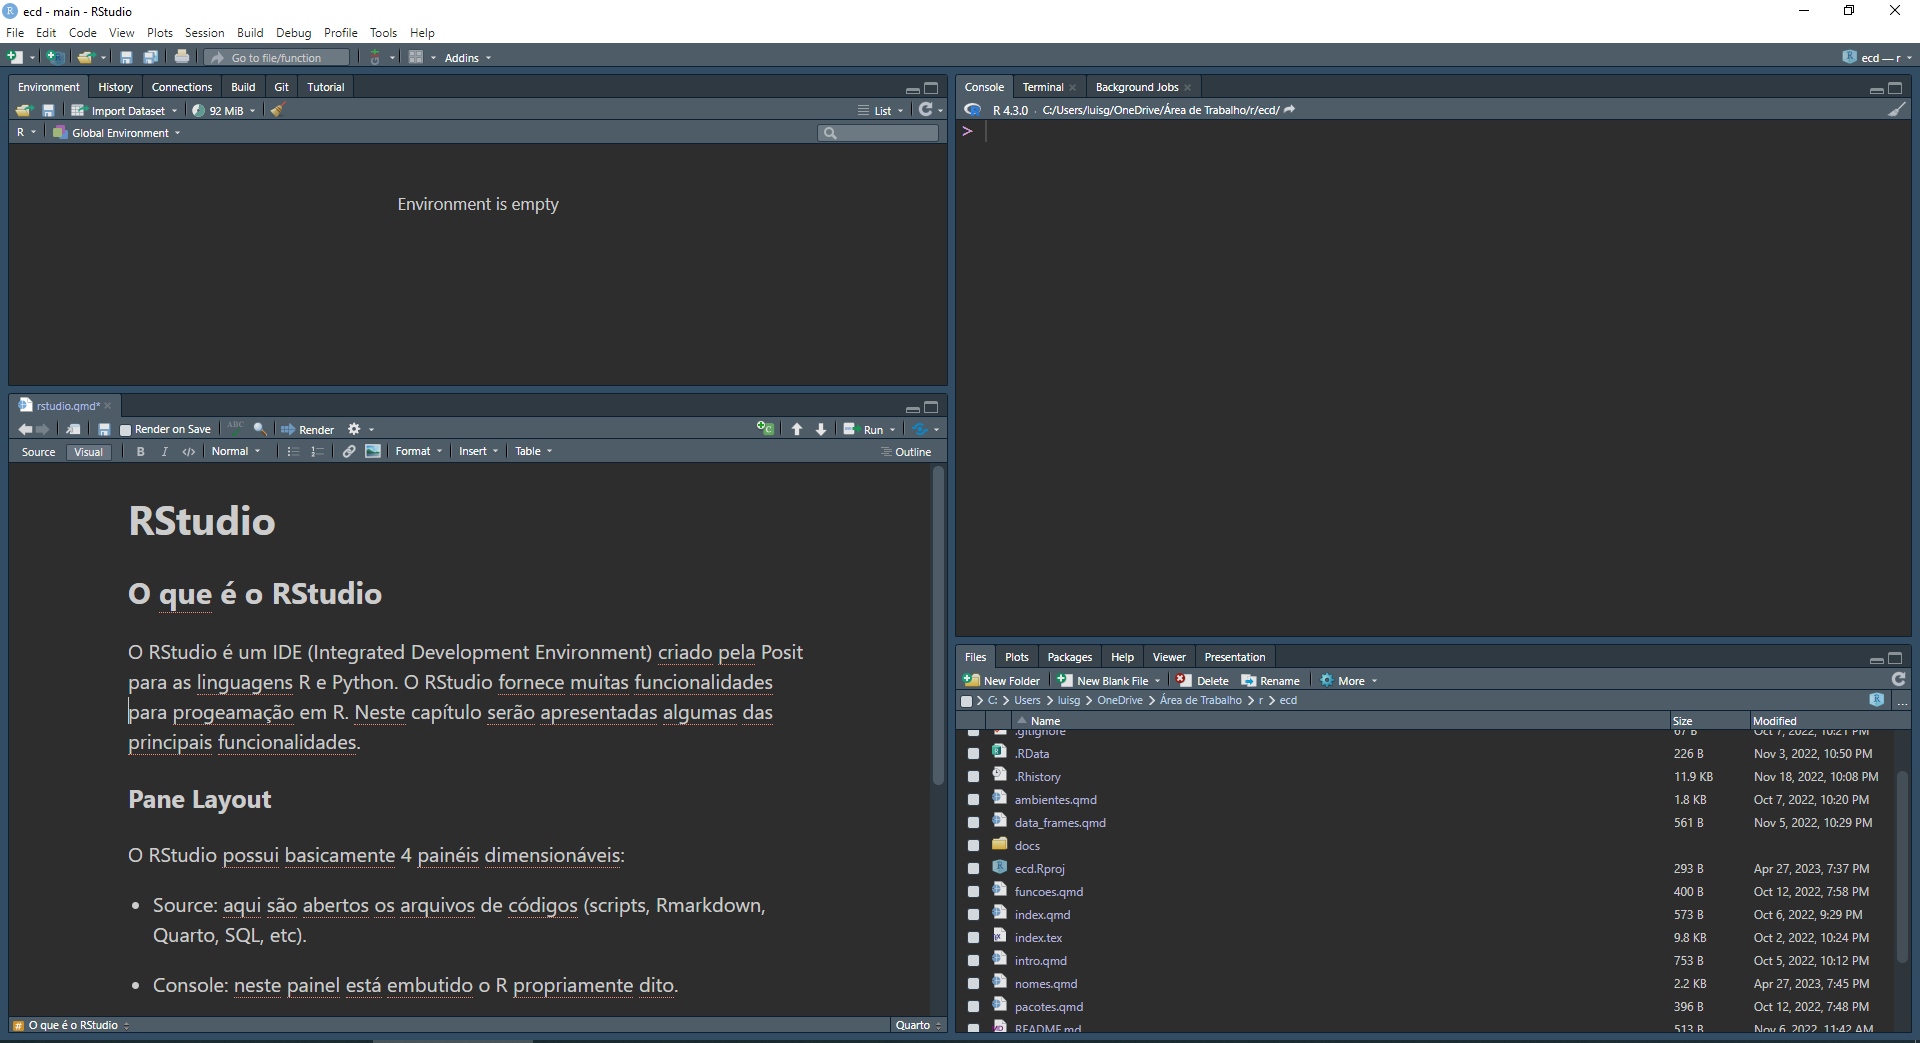 ecd - main - RStudio
File Edit Code View Plots Session Build Debug Profile Tools Help
Go to file/function Addins ecd — r
Environment History Connections Build Git Tutorial
Import Dataset 92 MiB List
R Global Environment
Environment is empty
rstudio.qmd*
Render on Save ABC Render Run
Source Visual B I </> Normal Format Insert Table Outline
RStudio
O que é o RStudio
O RStudio é um IDE (Integrated Development Environment) criado pela Posit
para as linguagens R e Python. O RStudio fornece muitas funcionalidades
para progeamação em R. Neste capítulo serão apresentadas algumas das
principais funcionalidades.
Pane Layout
O RStudio possui basicamente 4 painéis dimensionáveis:
• Source: aqui são abertos os arquivos de códigos (scripts, Rmarkdown,
Quarto, SQL, etc).
• Console: neste painel está embutido o R propriamente dito.
# O que é o RStudio Quarto
Console Terminal Background Jobs
R 4.3.0 · C:/Users/luisg/OneDrive/Área de Trabalho/r/ecd/
>
Files Plots Packages Help Viewer Presentation
New Folder New Blank File Delete Rename More
C: > Users > luisg > OneDrive > Área de Trabalho > r > ecd ...
Name Size Modified
.gitignore 67 B Oct 7, 2022, 10:21 PM
.RData 226 B Nov 3, 2022, 10:50 PM
.Rhistory 11.9 KB Nov 18, 2022, 10:08 PM
ambientes.qmd 1.8 KB Oct 7, 2022, 10:20 PM
data_frames.qmd 561 B Nov 5, 2022, 10:29 PM
docs
ecd.Rproj 293 B Apr 27, 2023, 7:37 PM
funcoes.qmd 400 B Oct 12, 2022, 7:58 PM
index.qmd 573 B Oct 6, 2022, 9:29 PM
index.tex 9.8 KB Oct 2, 2022, 10:24 PM
intro.qmd 753 B Oct 5, 2022, 10:12 PM
nomes.qmd 2.2 KB Apr 27, 2023, 7:45 PM
pacotes.qmd 396 B Oct 12, 2022, 7:48 PM
README.md 513 B Nov 6, 2022, 11:42 AM